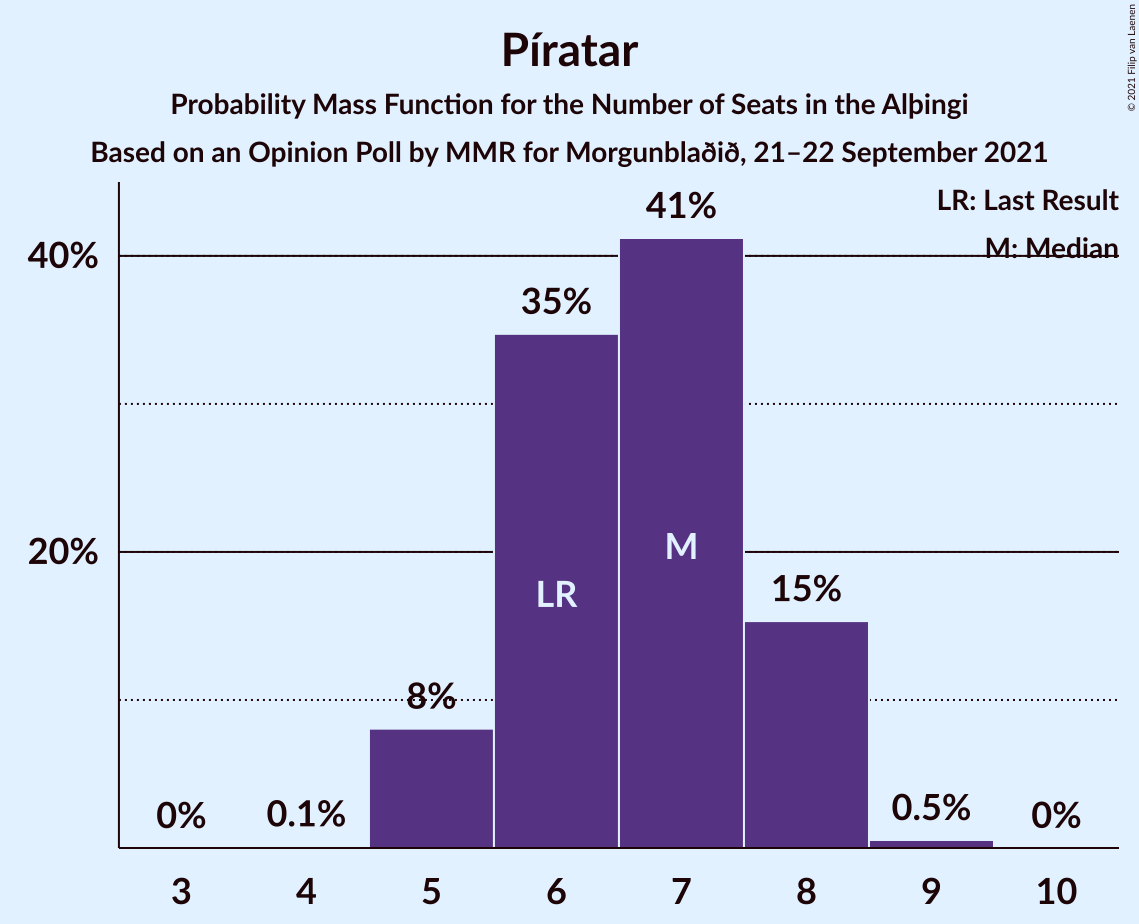 Píratar
Probability Mass Function for the Number of Seats in the Alþingi
Based on an Opinion Poll by MMR for Morgunblaðið, 21–22 September 2021
© 2021 Filip van Laenen
LR: Last Result
M: Median
41%
40%
35%
M
20%
15%
LR
8%
0%
0.1%
0.5%
0%
3 4 5 6 7 8 9 10